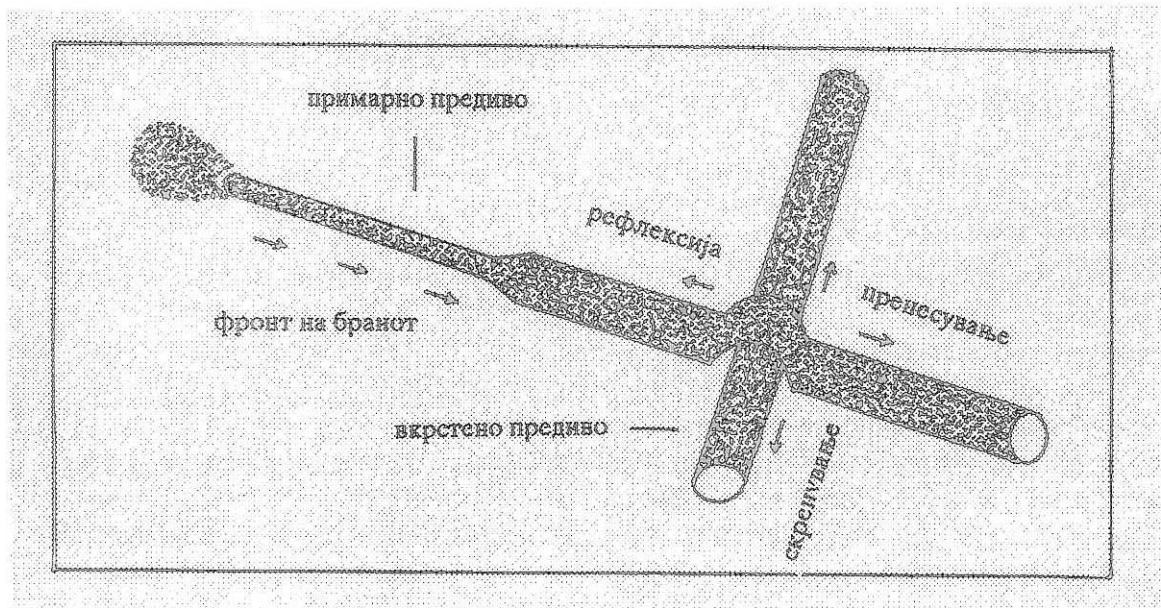 примарно предиво
рефлексија
пренесување
фронт на бранот
вкрстено предиво
скренување